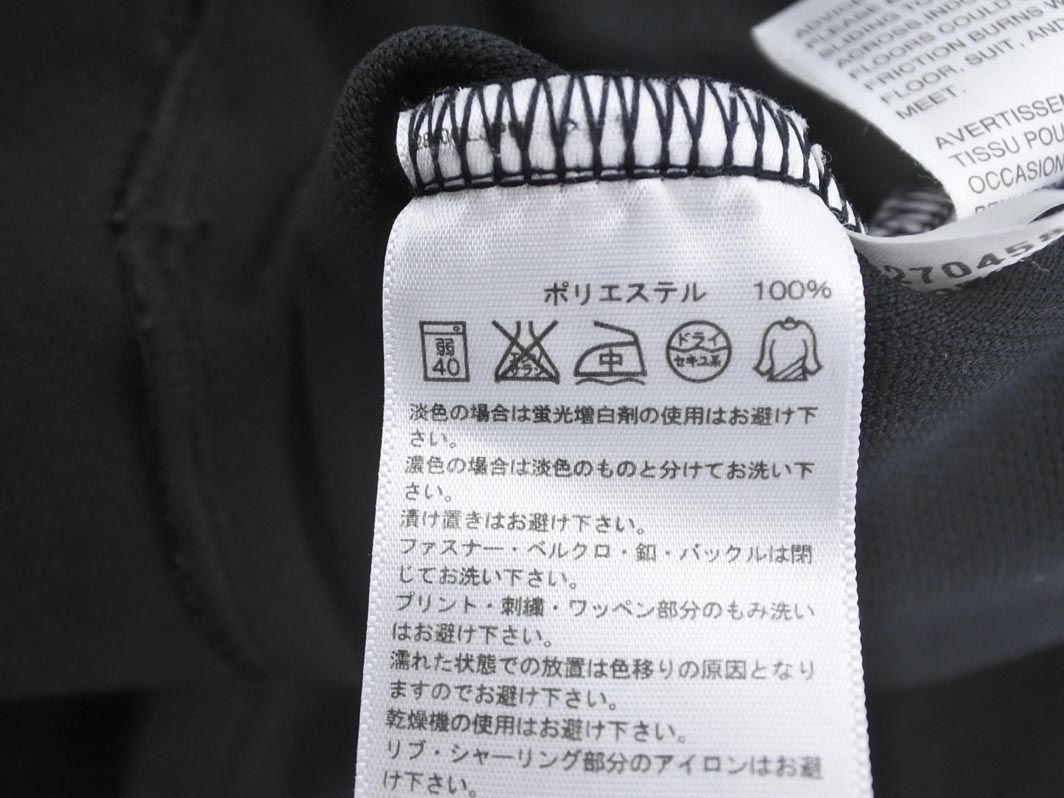 ポリエステル 100%
弱
40
エンソ
サラシ
中
ドライ
セキユ系
淡色の場合は蛍光増白剤の使用はお避け下
さい。
濃色の場合は淡色のものと分けてお洗い下
さい。
漬け置きはお避け下さい。
ファスナー・ベルクロ・釦・バックルは閉
じてお洗い下さい。
プリント・刺繍・ワッペン部分のもみ洗い
はお避け下さい。
濡れた状態での放置は色移りの原因となり
ますのでお避け下さい。
乾燥機の使用はお避け下さい。
リブ・シャーリング部分のアイロンはお避
け下さい。
FLOORS COULD
FRICTION BURNS
FLOOR, SUIT, AND
MEET.
AVERTISSE
TISSU POU
OCCASION
270458